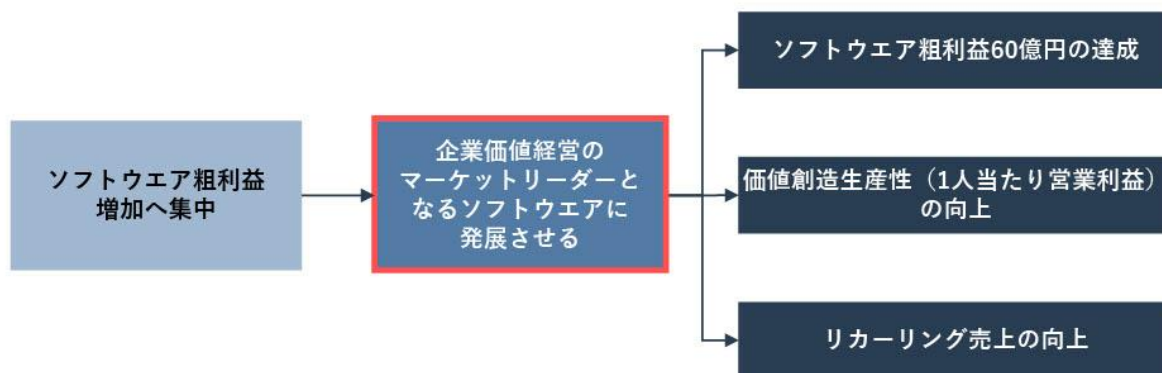 ソフトウエア粗利益
増加へ集中
企業価値経営の
マーケットリーダーと
なるソフトウエアに
発展させる
ソフトウエア粗利益60億円の達成
価値創造生産性（1人当たり営業利益）
の向上
リカーリング売上の向上